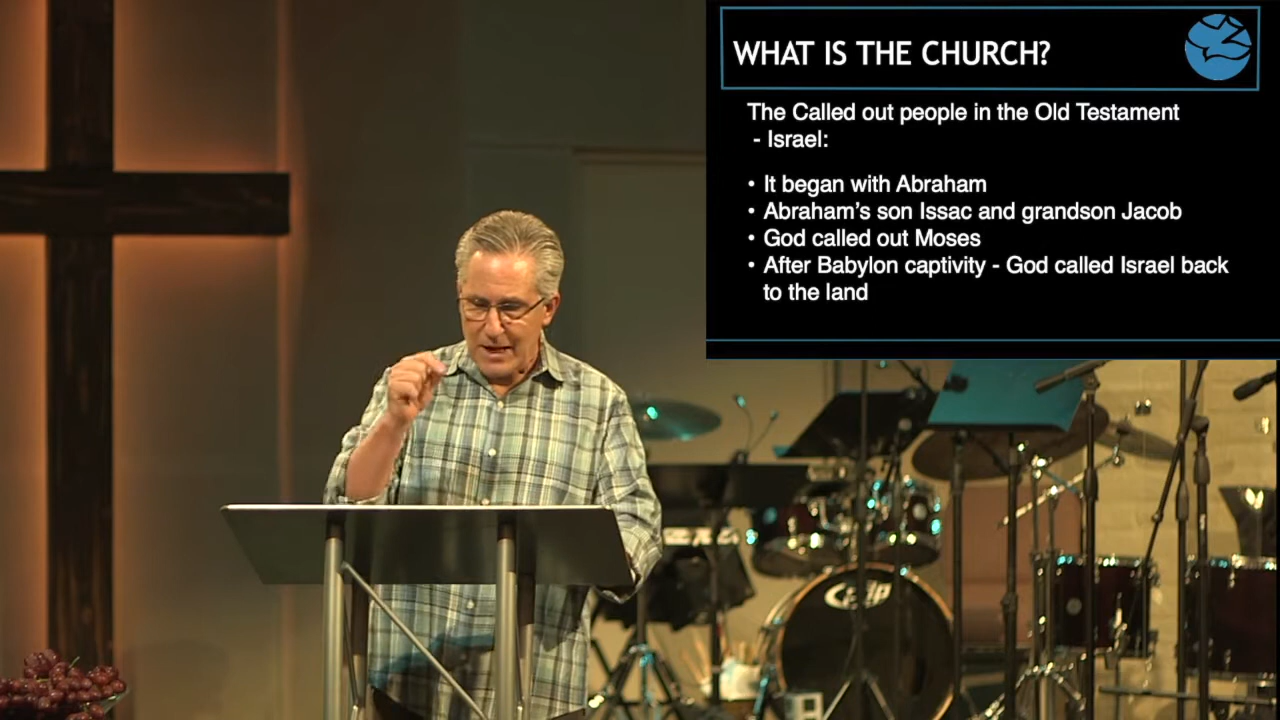 WHAT IS THE CHURCH?
The Called out people in the Old Testament
- Israel:
• It began with Abraham
• Abraham's son Issac and grandson Jacob
• God called out Moses
• After Babylon captivity - God called Israel back
to the land